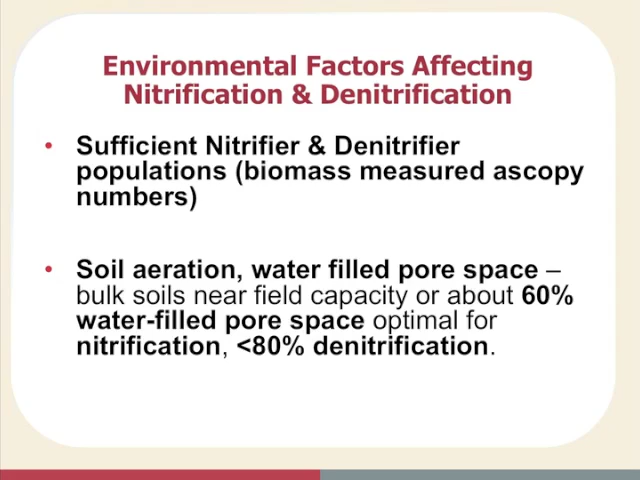 Environmental Factors Affecting
Nitrification & Denitrification
• Sufficient Nitrifier & Denitrifier
populations (biomass measured ascopy
numbers)
• Soil aeration, water filled pore space –
bulk soils near field capacity or about 60%
water-filled pore space optimal for
nitrification, <80% denitrification.